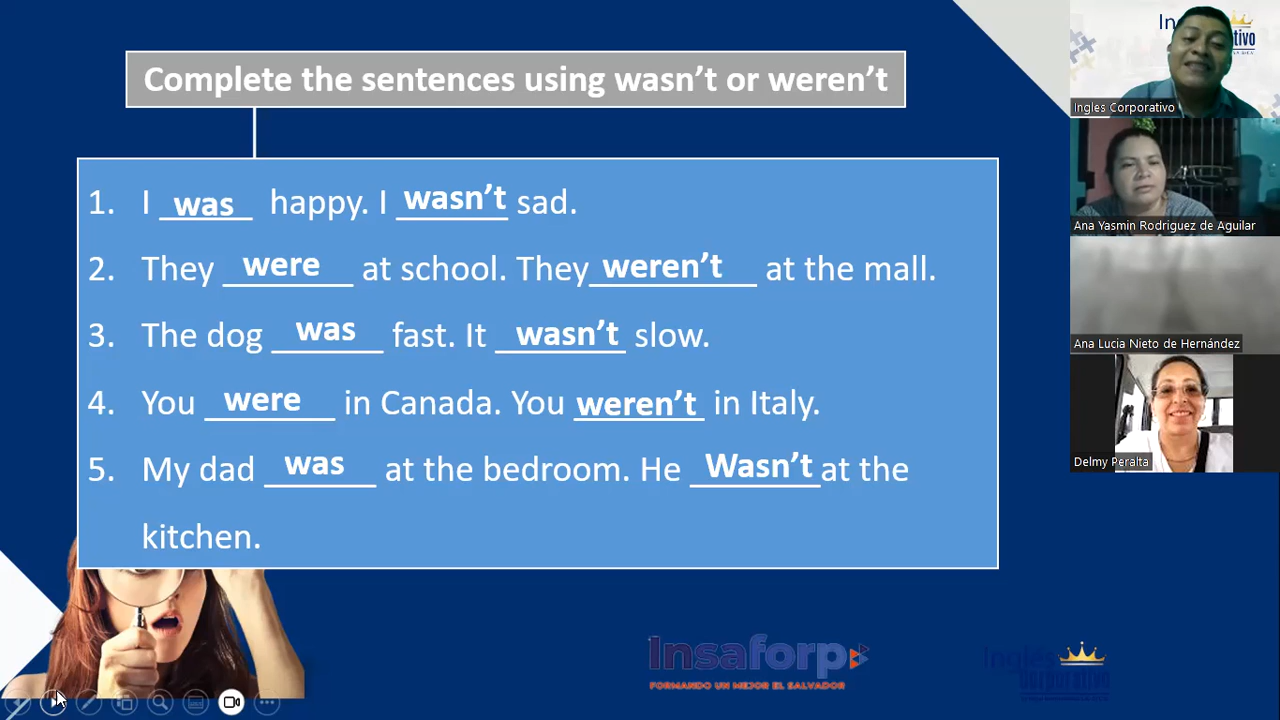 Complete the sentences using wasn't or weren't
1. I was happy. I wasn't sad.
2. They were at school. They weren't at the mall.
3. The dog was fast. It wasn't slow.
4. You were in Canada. You weren't in Italy.
5. My dad was at the bedroom. He Wasn't at the
kitchen.
Insaforp
FORMANDO UN MEJOR EL SALVADOR
Inglés
Corporativo
Ingles Corporativo
Ana Yasmin Rodriguez de Aguilar
Ana Lucia Nieto de Hernández
Delmy Peralta